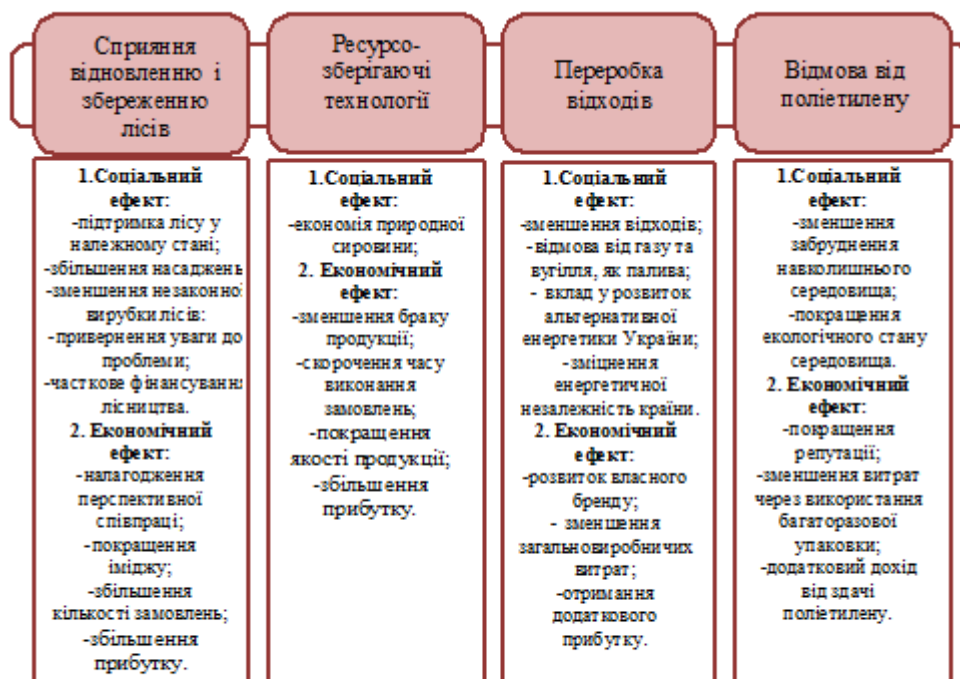 Сприяння
відновленню і
збереженню
лісів
1.Соціальний
ефект:
-підтримка лісу у
належному стані;
-збільшення насаджень
-зменшення незаконної
вирубки лісів:
-привернення уваги до
проблеми;
-часткове фінансування
лісництва.
2. Економічний
ефект:
-налагодження
перспективної
співпраці;
-покращення
іміджу;
-збільшення
кількості замовлень;
-збільшення
прибутку.
Ресурсо-
зберігаючі
технології
1.Соціальний
ефект:
-економія природної
сировини;
2. Економічний
ефект:
-зменшення браку
продукції;
-скорочення часу
виконання
замовлень;
-покращення
якості продукції;
-збільшення
прибутку.
Переробка
відходів
1.Соціальний
ефект:
-зменшення відходів;
-відмова від газу та
вугілля, як палива;
- вклад у розвиток
альтернативної
енергетики України;
-зміцнення
енергетичної
незалежність країни.
2. Економічний
ефект:
-розвиток власного
бренду;
- зменшення
загальновиробничих
витрат;
-отримання
додаткового
прибутку.
Відмова від
поліетилену
1.Соціальний
ефект:
-зменшення
забруднення
навколишнього
середовища;
-покращення
екологічного стану
середовища.
2. Економічний
ефект:
-покращення
репутації;
-зменшення витрат
через використання
багаторазової
упаковки;
-додатковий дохід
від здачі
поліетилену.